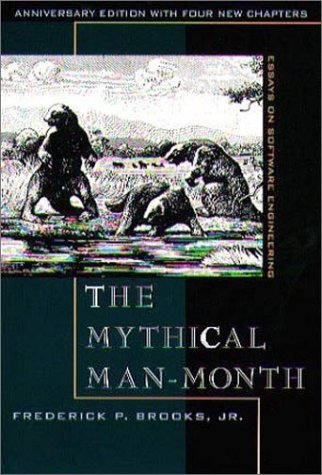 ANNIVERSARY EDITION WITH FOUR NEW CHAPTERS
ESSAYS ON SOFTWARE ENGINEERING
THE
MYTHICAL
MAN-MONTH
FREDERICK P. BROOKS, JR.